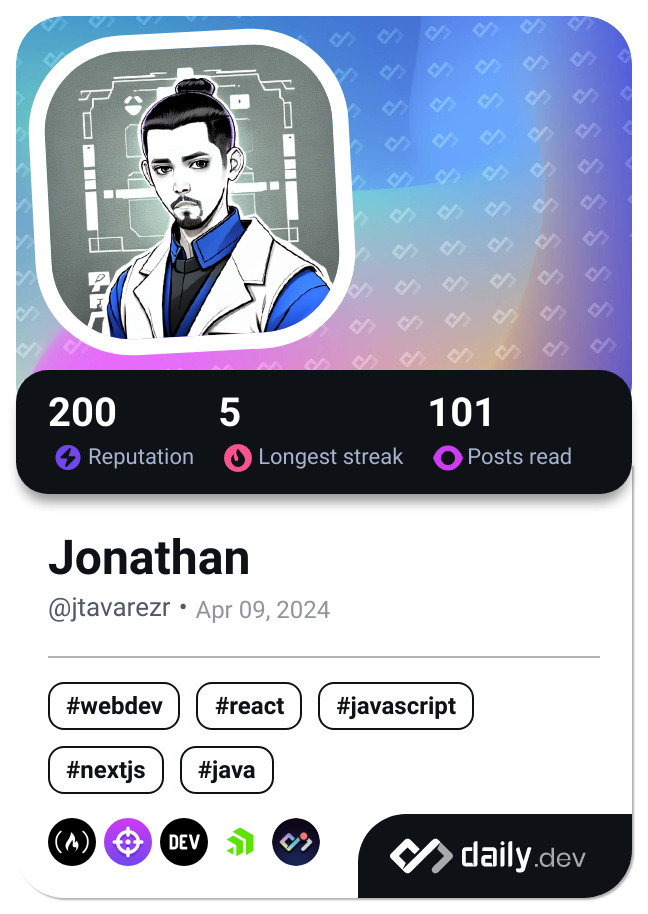 200 5 101
Reputation Longest streak Posts read
Jonathan
@jtavarezr • Apr 09, 2024
#webdev #react #javascript
#nextjs #java
DEV
daily.dev